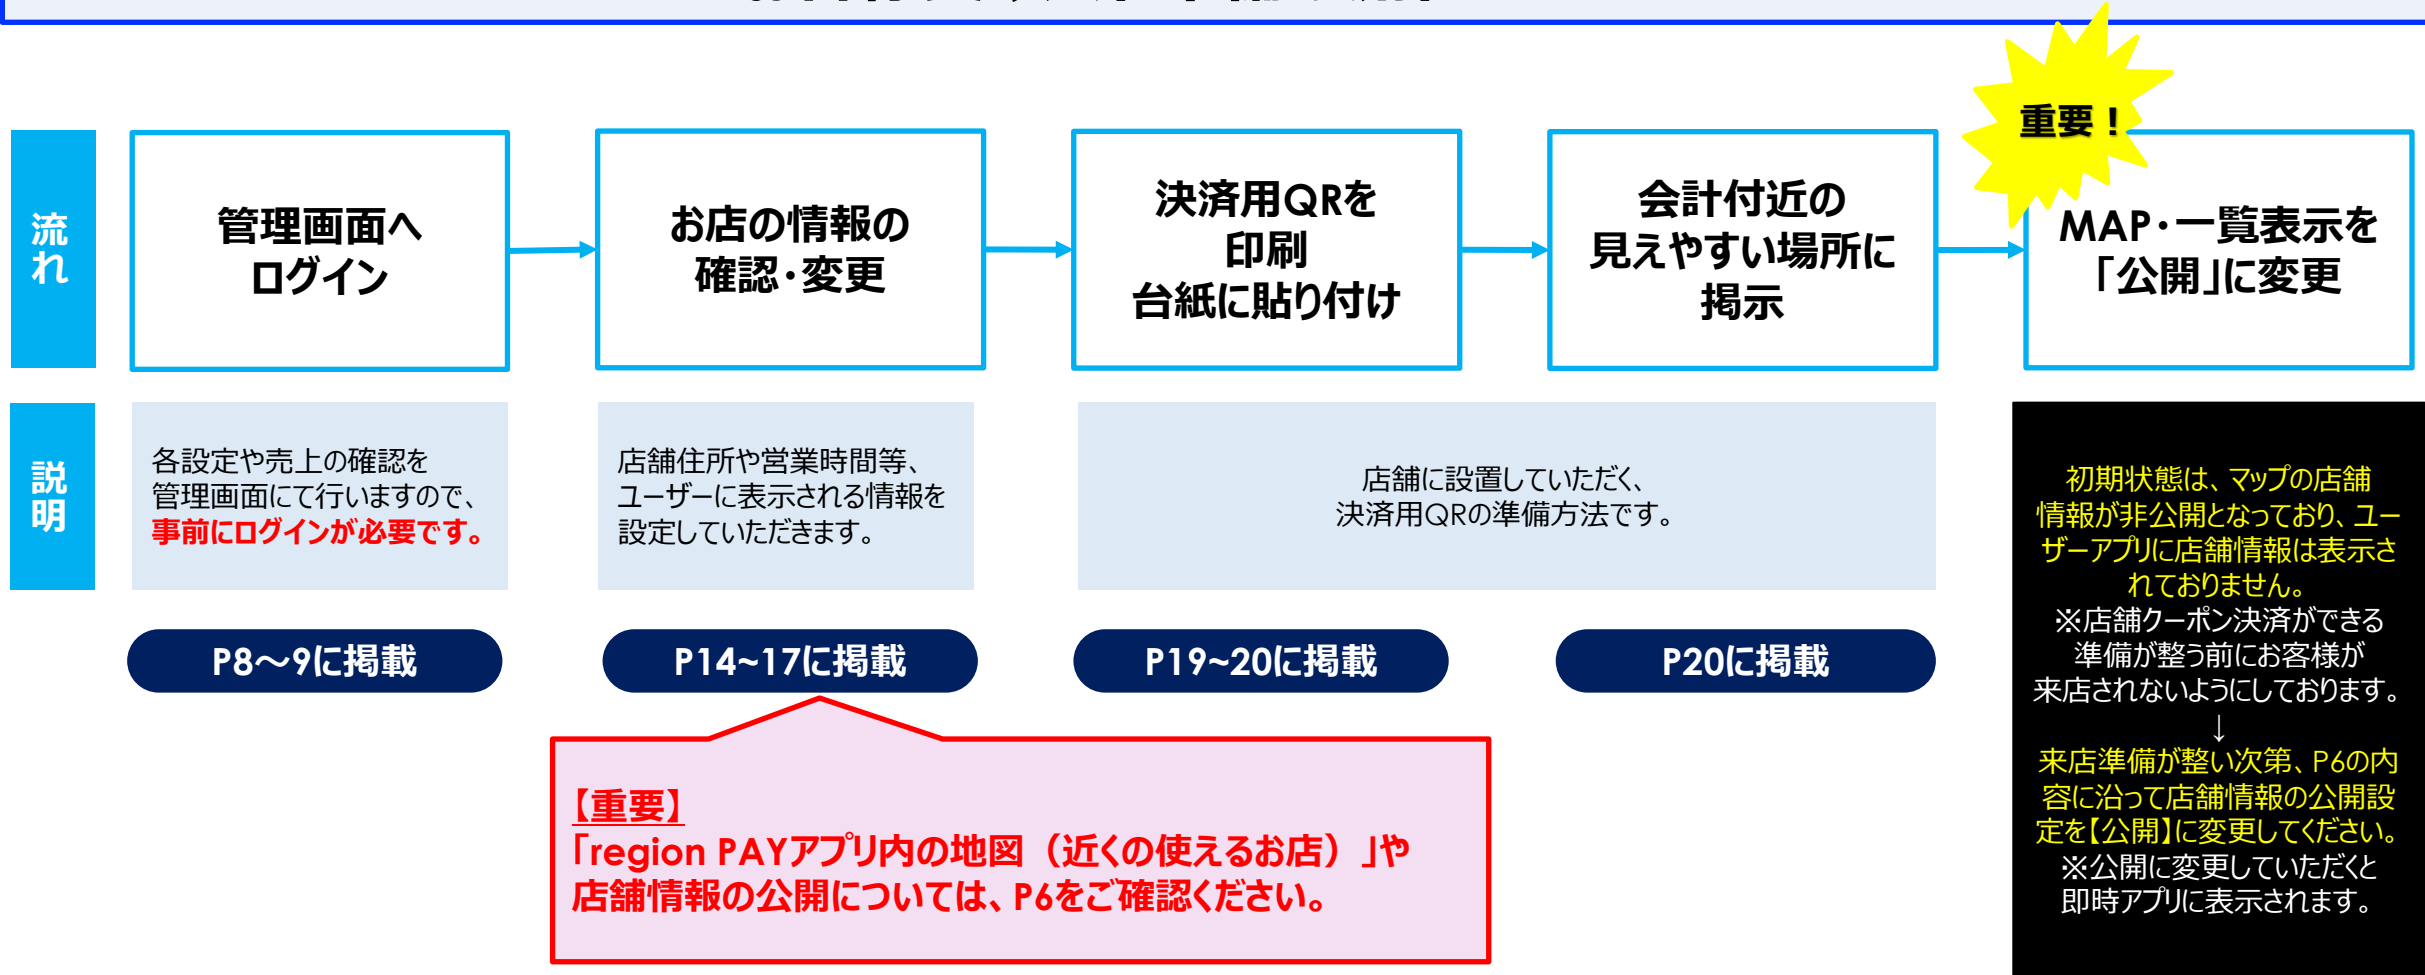 重要！
流れ
管理画面へ
ログイン
お店の情報の
確認・変更
決済用QRを
印刷
台紙に貼り付け
会計付近の
見えやすい場所に
掲示
MAP・一覧表示を
「公開」に変更
説明
各設定や売上の確認を
管理画面にて行いますので、
事前にログインが必要です。
店舗住所や営業時間等、
ユーザーに表示される情報を
設定していただきます。
店舗に設置していただく、
決済用QRの準備方法です。
初期状態は、マップの店舗
情報が非公開となっており、ユー
ザーアプリに店舗情報は表示さ
れておりません。
※店舗クーポン決済ができる
準備が整う前にお客様が
来店されないようにしております。
↓
来店準備が整い次第、P6の内
容に沿って店舗情報の公開設
定を【公開】に変更してください。
※公開に変更していただくと
即時アプリに表示されます。
P8～9に掲載
P14~17に掲載
P19~20に掲載
P20に掲載
【重要】
「region PAYアプリ内の地図（近くの使えるお店）」や
店舗情報の公開については、P6をご確認ください。